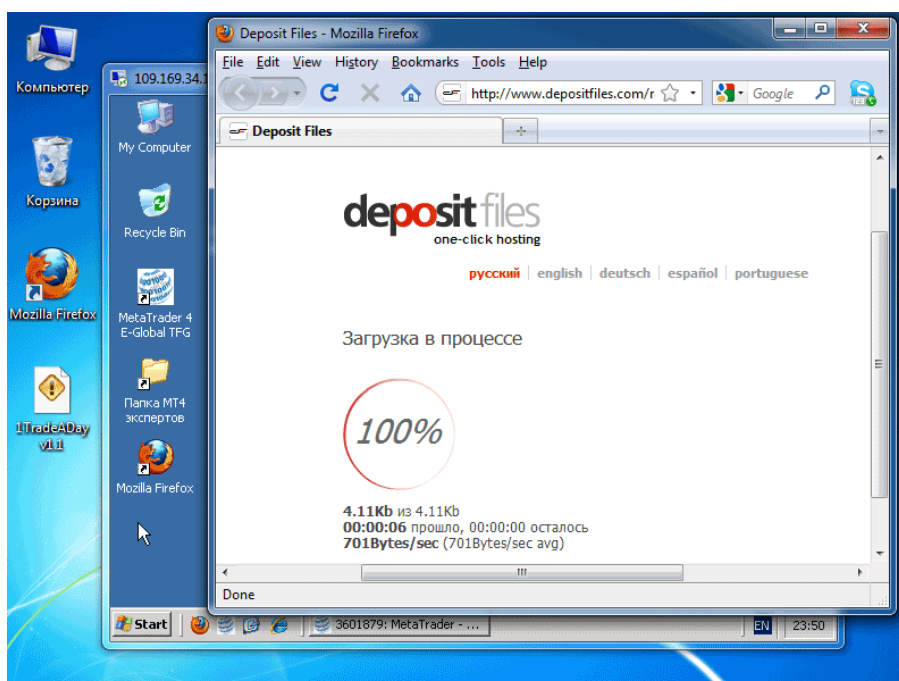 Компьютер
Корзина
Mozilla Firefox
1TradeADay
v1.1
109.169.34.1
My Computer
Recycle Bin
MetaTrader 4
E-Global TFG
Папка MT4
экспертов
Mozilla Firefox
Start
3601879: MetaTrader - ...
EN
23:50
Deposit Files - Mozilla Firefox
File Edit View History Bookmarks Tools Help
http://www.depositfiles.com/r
Google
Deposit Files
depositfiles
one-click hosting
русский | english | deutsch | español | portuguese
Загрузка в процессе
100%
4.11Kb из 4.11Kb
00:00:06 прошло, 00:00:00 осталось
701Bytes/sec (701Bytes/sec avg)
Done